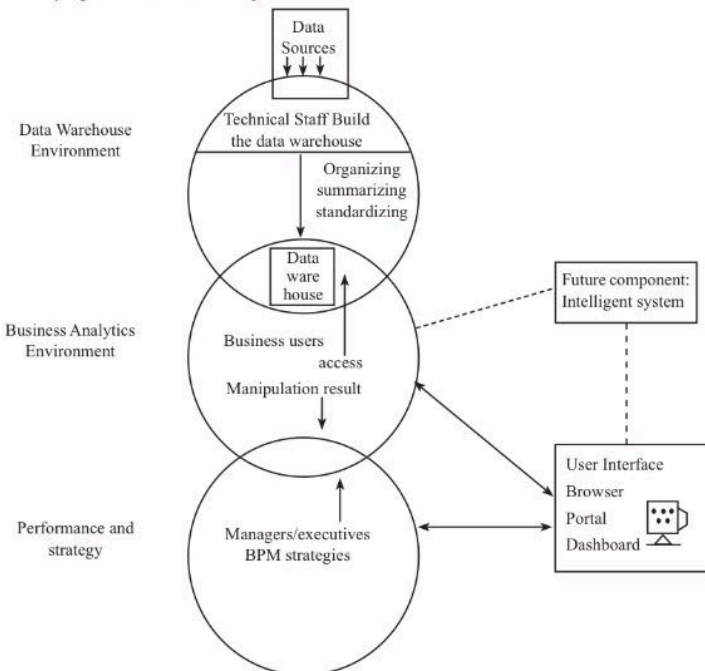 Data
Sources
Data Warehouse
Environment
Technical Staff Build
the data warehouse
Organizing
summarizing
standardizing
Data
ware
house
Future component:
Intelligent system
Business Analytics
Environment
Business users
access
Manipulation result
User Interface
Browser
Portal
Dashboard
Performance and
strategy
Managers/executives
BPM strategies